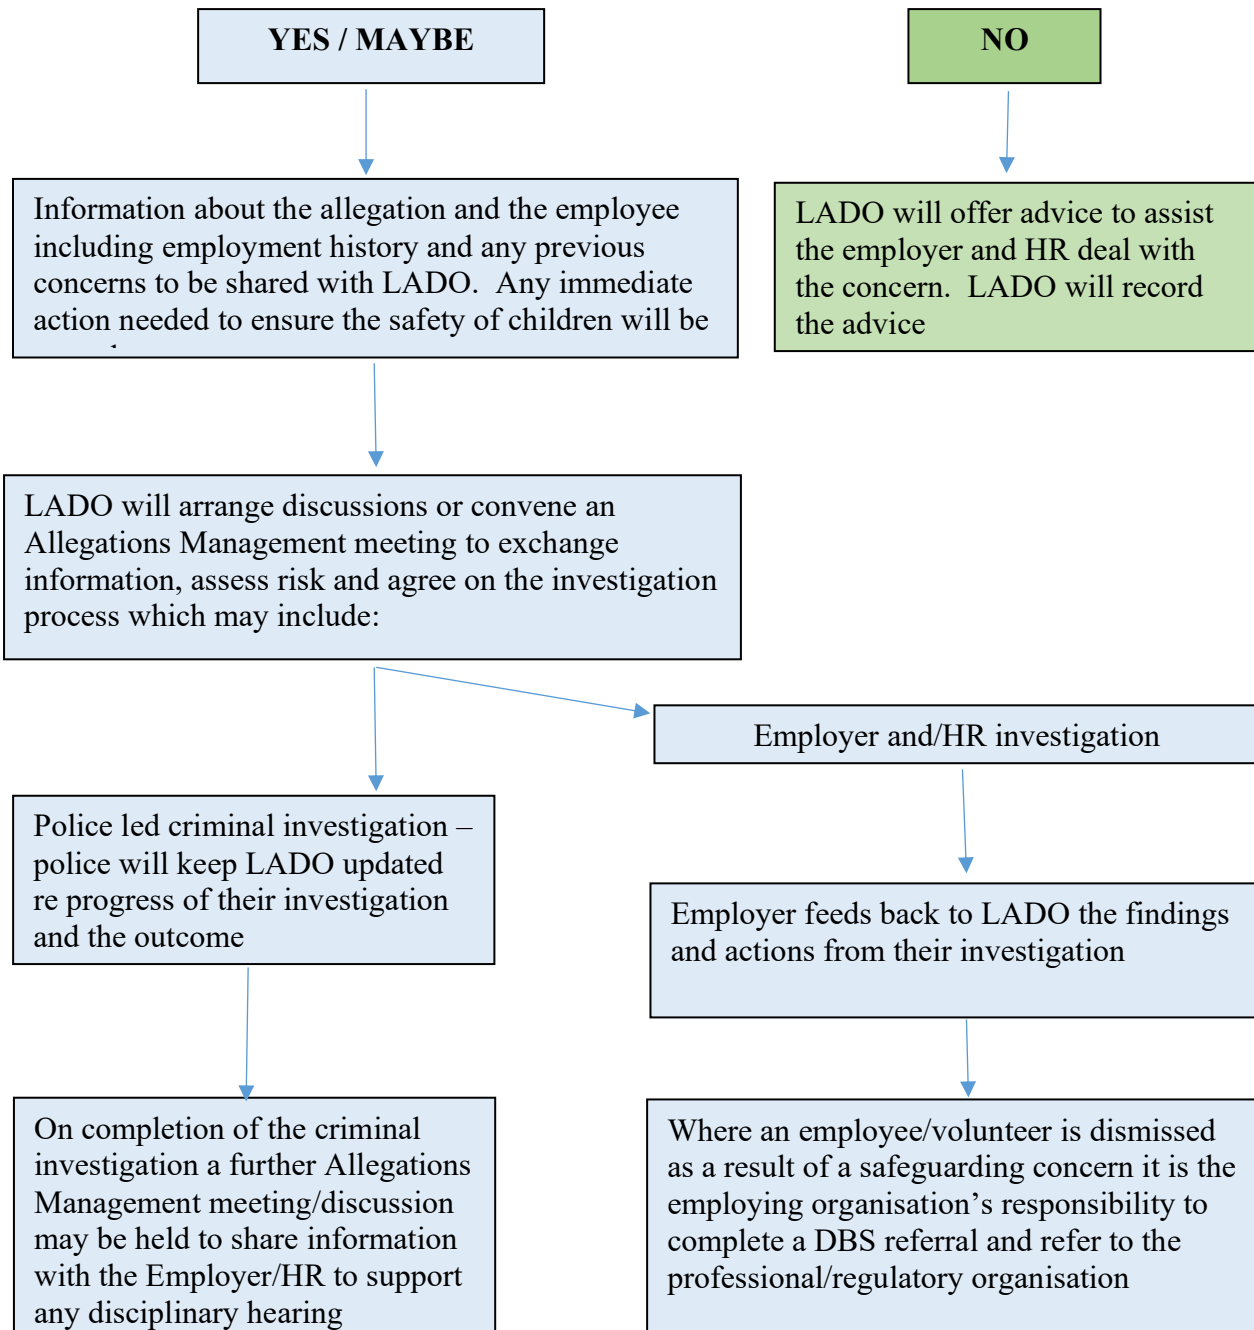 YES / MAYBE
NO
Information about the allegation and the employee
including employment history and any previous
concerns to be shared with LADO.  Any immediate
action needed to ensure the safety of children will be
LADO will offer advice to assist
the employer and HR deal with
the concern.  LADO will record
the advice
LADO will arrange discussions or convene an
Allegations Management meeting to exchange
information, assess risk and agree on the investigation
process which may include:
Employer and/HR investigation
Police led criminal investigation –
police will keep LADO updated
re progress of their investigation
and the outcome
Employer feeds back to LADO the findings
and actions from their investigation
On completion of the criminal
investigation a further Allegations
Management meeting/discussion
may be held to share information
with the Employer/HR to support
any disciplinary hearing
Where an employee/volunteer is dismissed
as a result of a safeguarding concern it is the
employing organisation’s responsibility to
complete a DBS referral and refer to the
professional/regulatory organisation